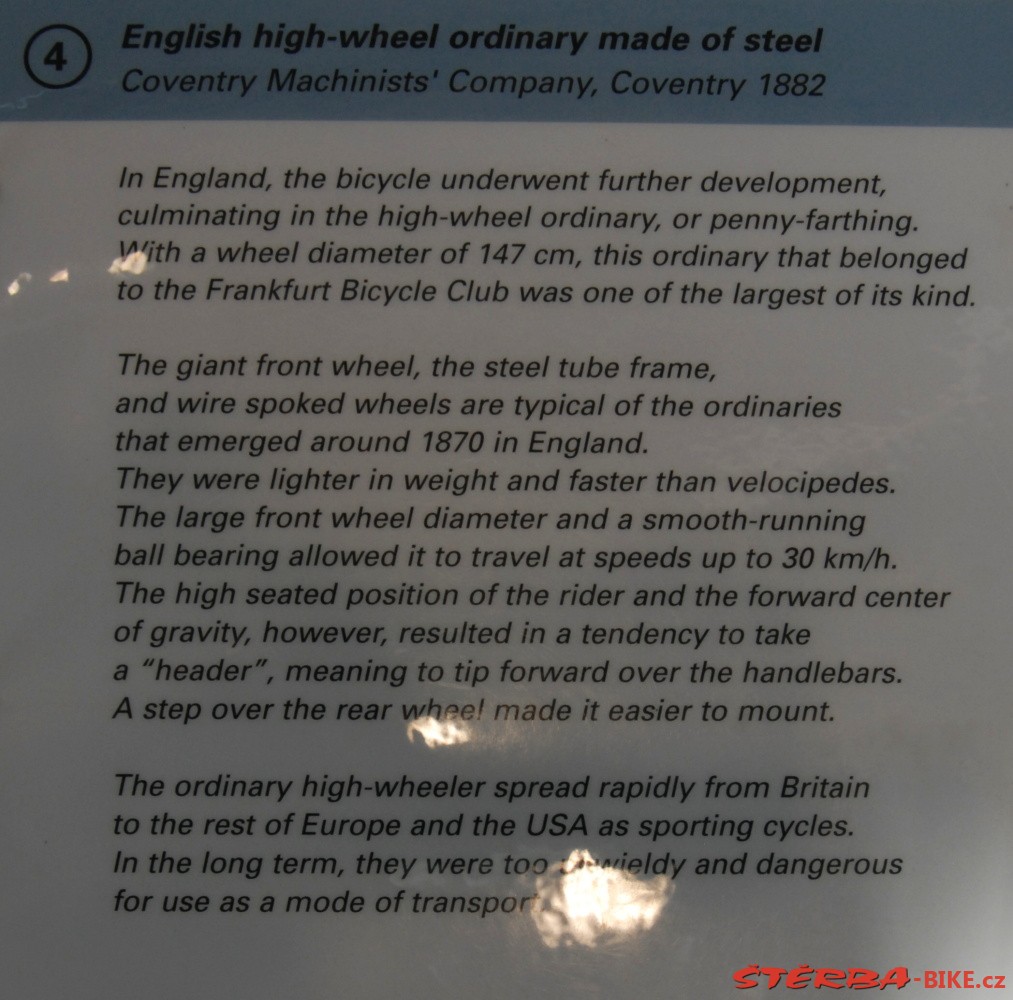 4
English high-wheel ordinary made of steel
Coventry Machinists' Company, Coventry 1882
In England, the bicycle underwent further development,
culminating in the high-wheel ordinary, or penny-farthing.
With a wheel diameter of 147 cm, this ordinary that belonged
to the Frankfurt Bicycle Club was one of the largest of its kind.
The giant front wheel, the steel tube frame,
and wire spoked wheels are typical of the ordinaries
that emerged around 1870 in England.
They were lighter in weight and faster than velocipedes.
The large front wheel diameter and a smooth-running
ball bearing allowed it to travel at speeds up to 30 km/h.
The high seated position of the rider and the forward center
of gravity, however, resulted in a tendency to take
a “header”, meaning to tip forward over the handlebars.
A step over the rear wheel made it easier to mount.
The ordinary high-wheeler spread rapidly from Britain
to the rest of Europe and the USA as sporting cycles.
In the long term, they were too unwieldy and dangerous
for use as a mode of transport.
ŠTĚRBA-BIKE.cz